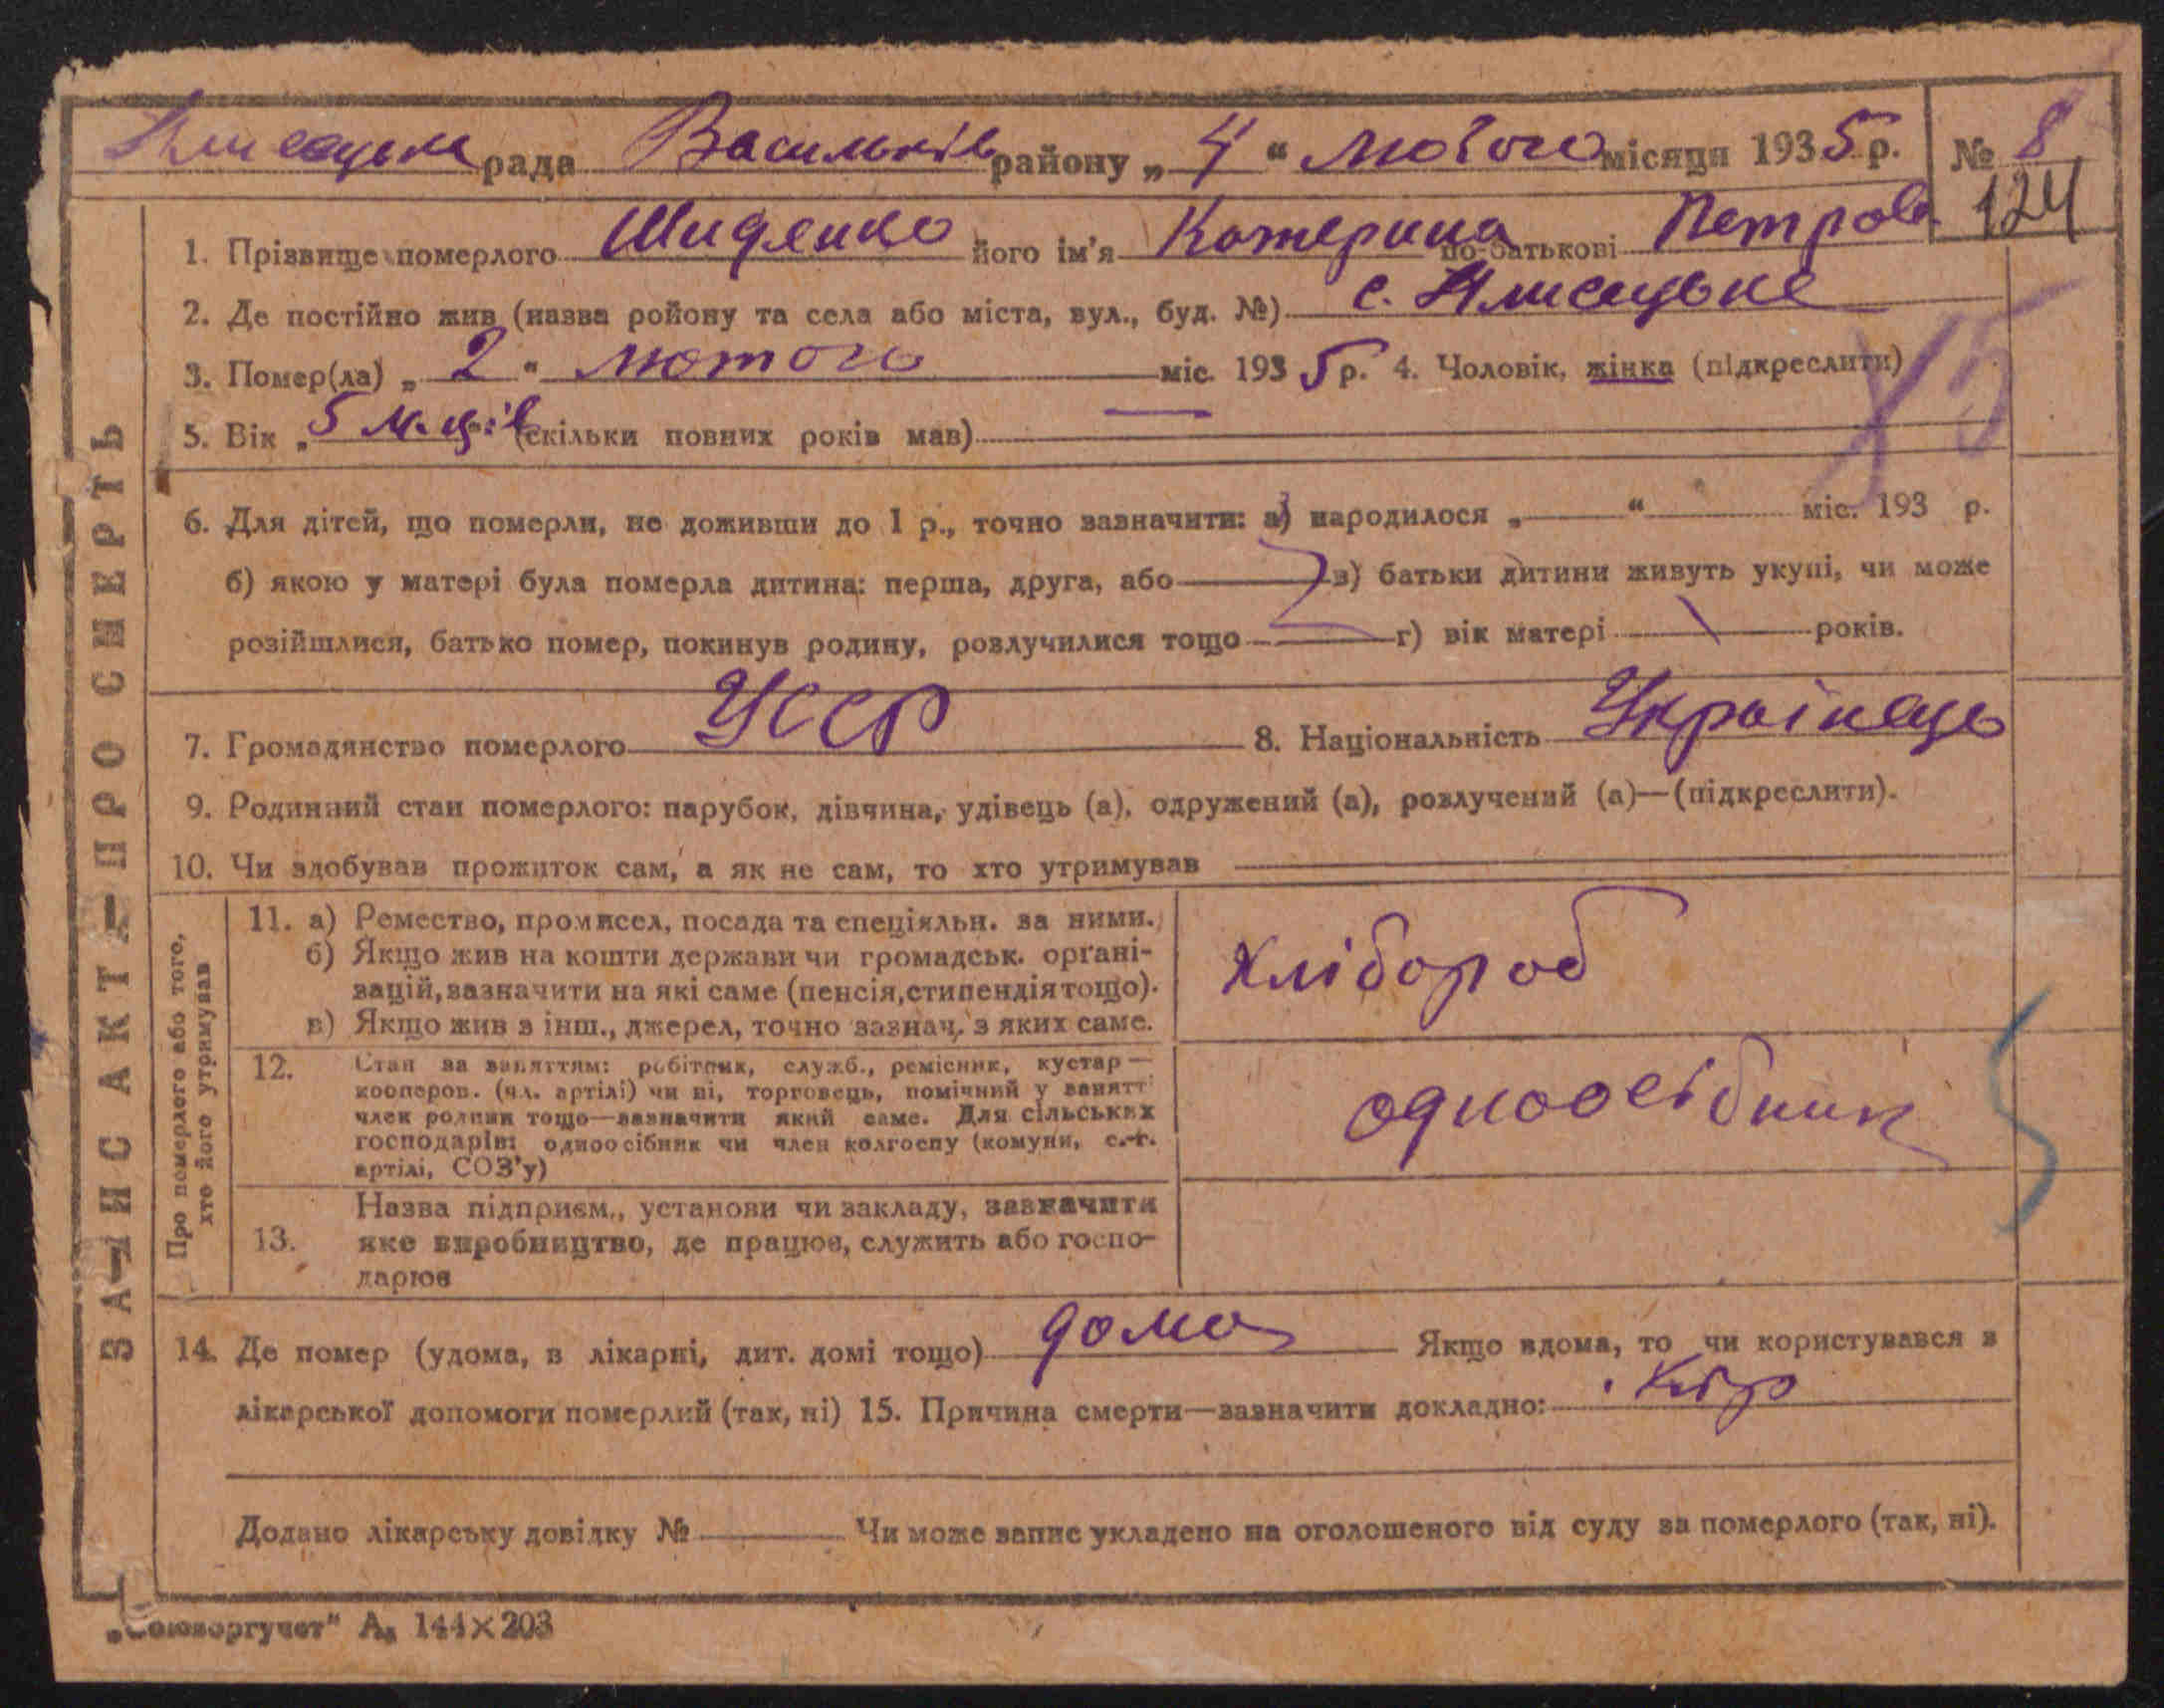 рада Васильків району „ 4 “ Лютого місяця 1935 р. № 8
124
1. Прізвище померлого Шиденко його ім'я Катерина по-батькові Петров.
2. Де постійно жив (назва ройону та села або міста, вул., буд. №) с.
3. Помер(ла) „ 2 “ лютого міс. 1935 р. 4. Чоловік, жінка (підкреслити)
85
5. Вік „ 5 м-ців (скільки повних років мав)
6. Для дітей, що померли, не доживши до 1 р., точно зазначити: а) народилося „ “ міс. 193 р.
б) якою у матері була померла дитина: перша, друга, або в) батьки дитини живуть укупі, чи може
розійшлися, батько помер, покинув родину, розлучилися тощо г) вік матері років.
7. Громадянство померлого УССР 8. Національність Українець
9. Родинний стан померлого: парубок, дівчина, удівець (а), одружений (а), розлучений (а)—(підкреслити).
10. Чи здобував прожиток сам, а як не сам, то хто утримував
ЗАПИС АКТА ПРО СМЕРТЬ
Про померлого або того,
хто його утримував
11. а) Ремество, промисел, посада та спеціяльн. за ними.
б) Якщо жив на кошти держави чи громадськ. органі-
зацій, зазначити на які саме (пенсія, стипендія тощо).
в) Якщо жив з інш., джерел, точно зазнач. з яких саме.
Хлібороб
12. Стан за заняттям: робітник, служб., ремісник, кустар—
кооперов. (чл. артілі) чи ні, торговець, помічний у занятті
член родини тощо—зазначити який саме. Для сільських
господарів: одноосібник чи член колгоспу (комуни, с.-г.
артілі, СОЗ'у)
одноосібник
Назва підприєм., установи чи закладу, зазначити
13. яке виробництво, де працює, служить або госпо-
дарює
14. Де помер (удома, в лікарні, дит. домі тощо) дома Якщо вдома, то чи користувався з
лікарської допомоги померлий (так, ні) 15. Причина смерти—зазначити докладно: Кір
Додано лікарську довідку № Чи може запис укладено на оголошеного від суду за померлого (так, ні).
„Союзоргучет“ А₅ 144×203